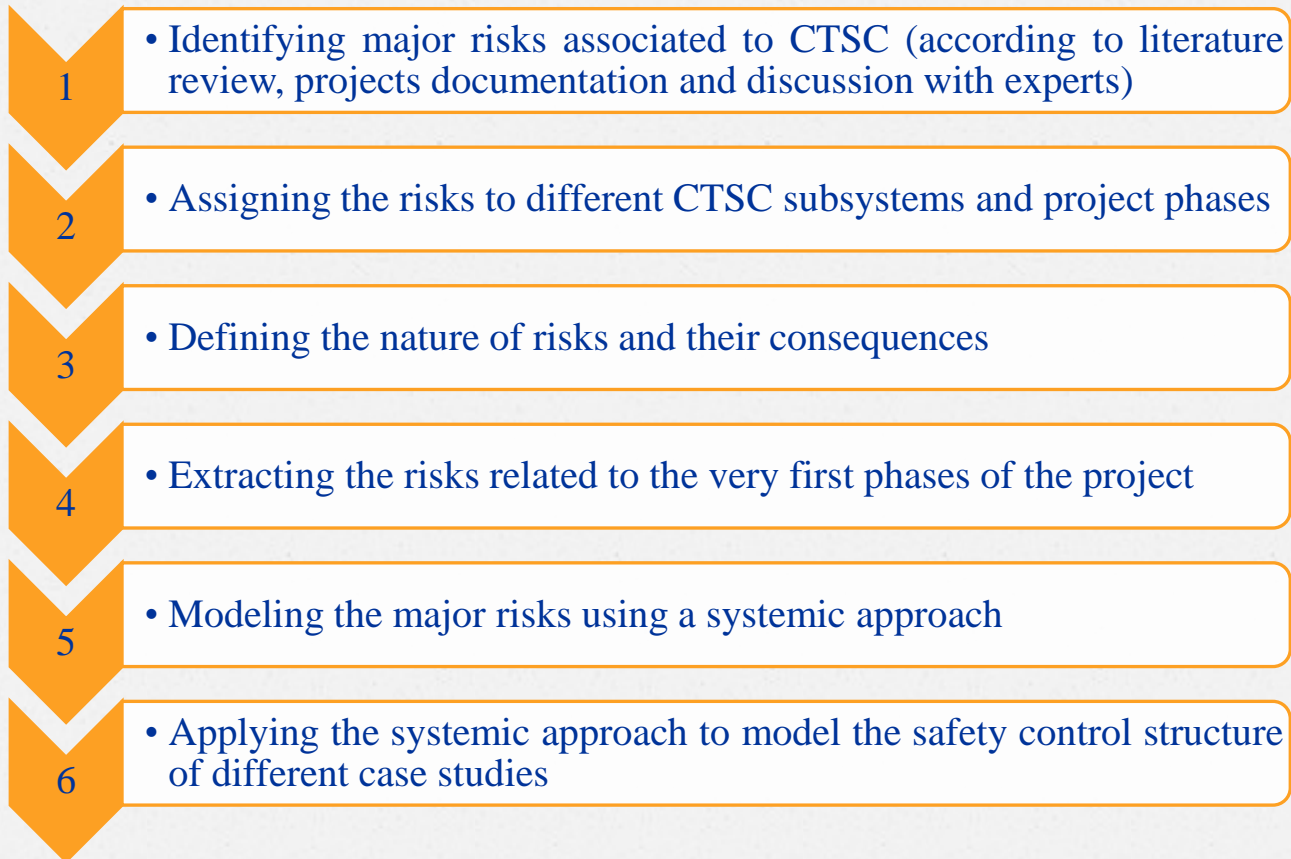 1
• Identifying major risks associated to CTSC (according to literature
review, projects documentation and discussion with experts)
2
• Assigning the risks to different CTSC subsystems and project phases
3
• Defining the nature of risks and their consequences
4
• Extracting the risks related to the very first phases of the project
5
• Modeling the major risks using a systemic approach
6
• Applying the systemic approach to model the safety control structure
of different case studies